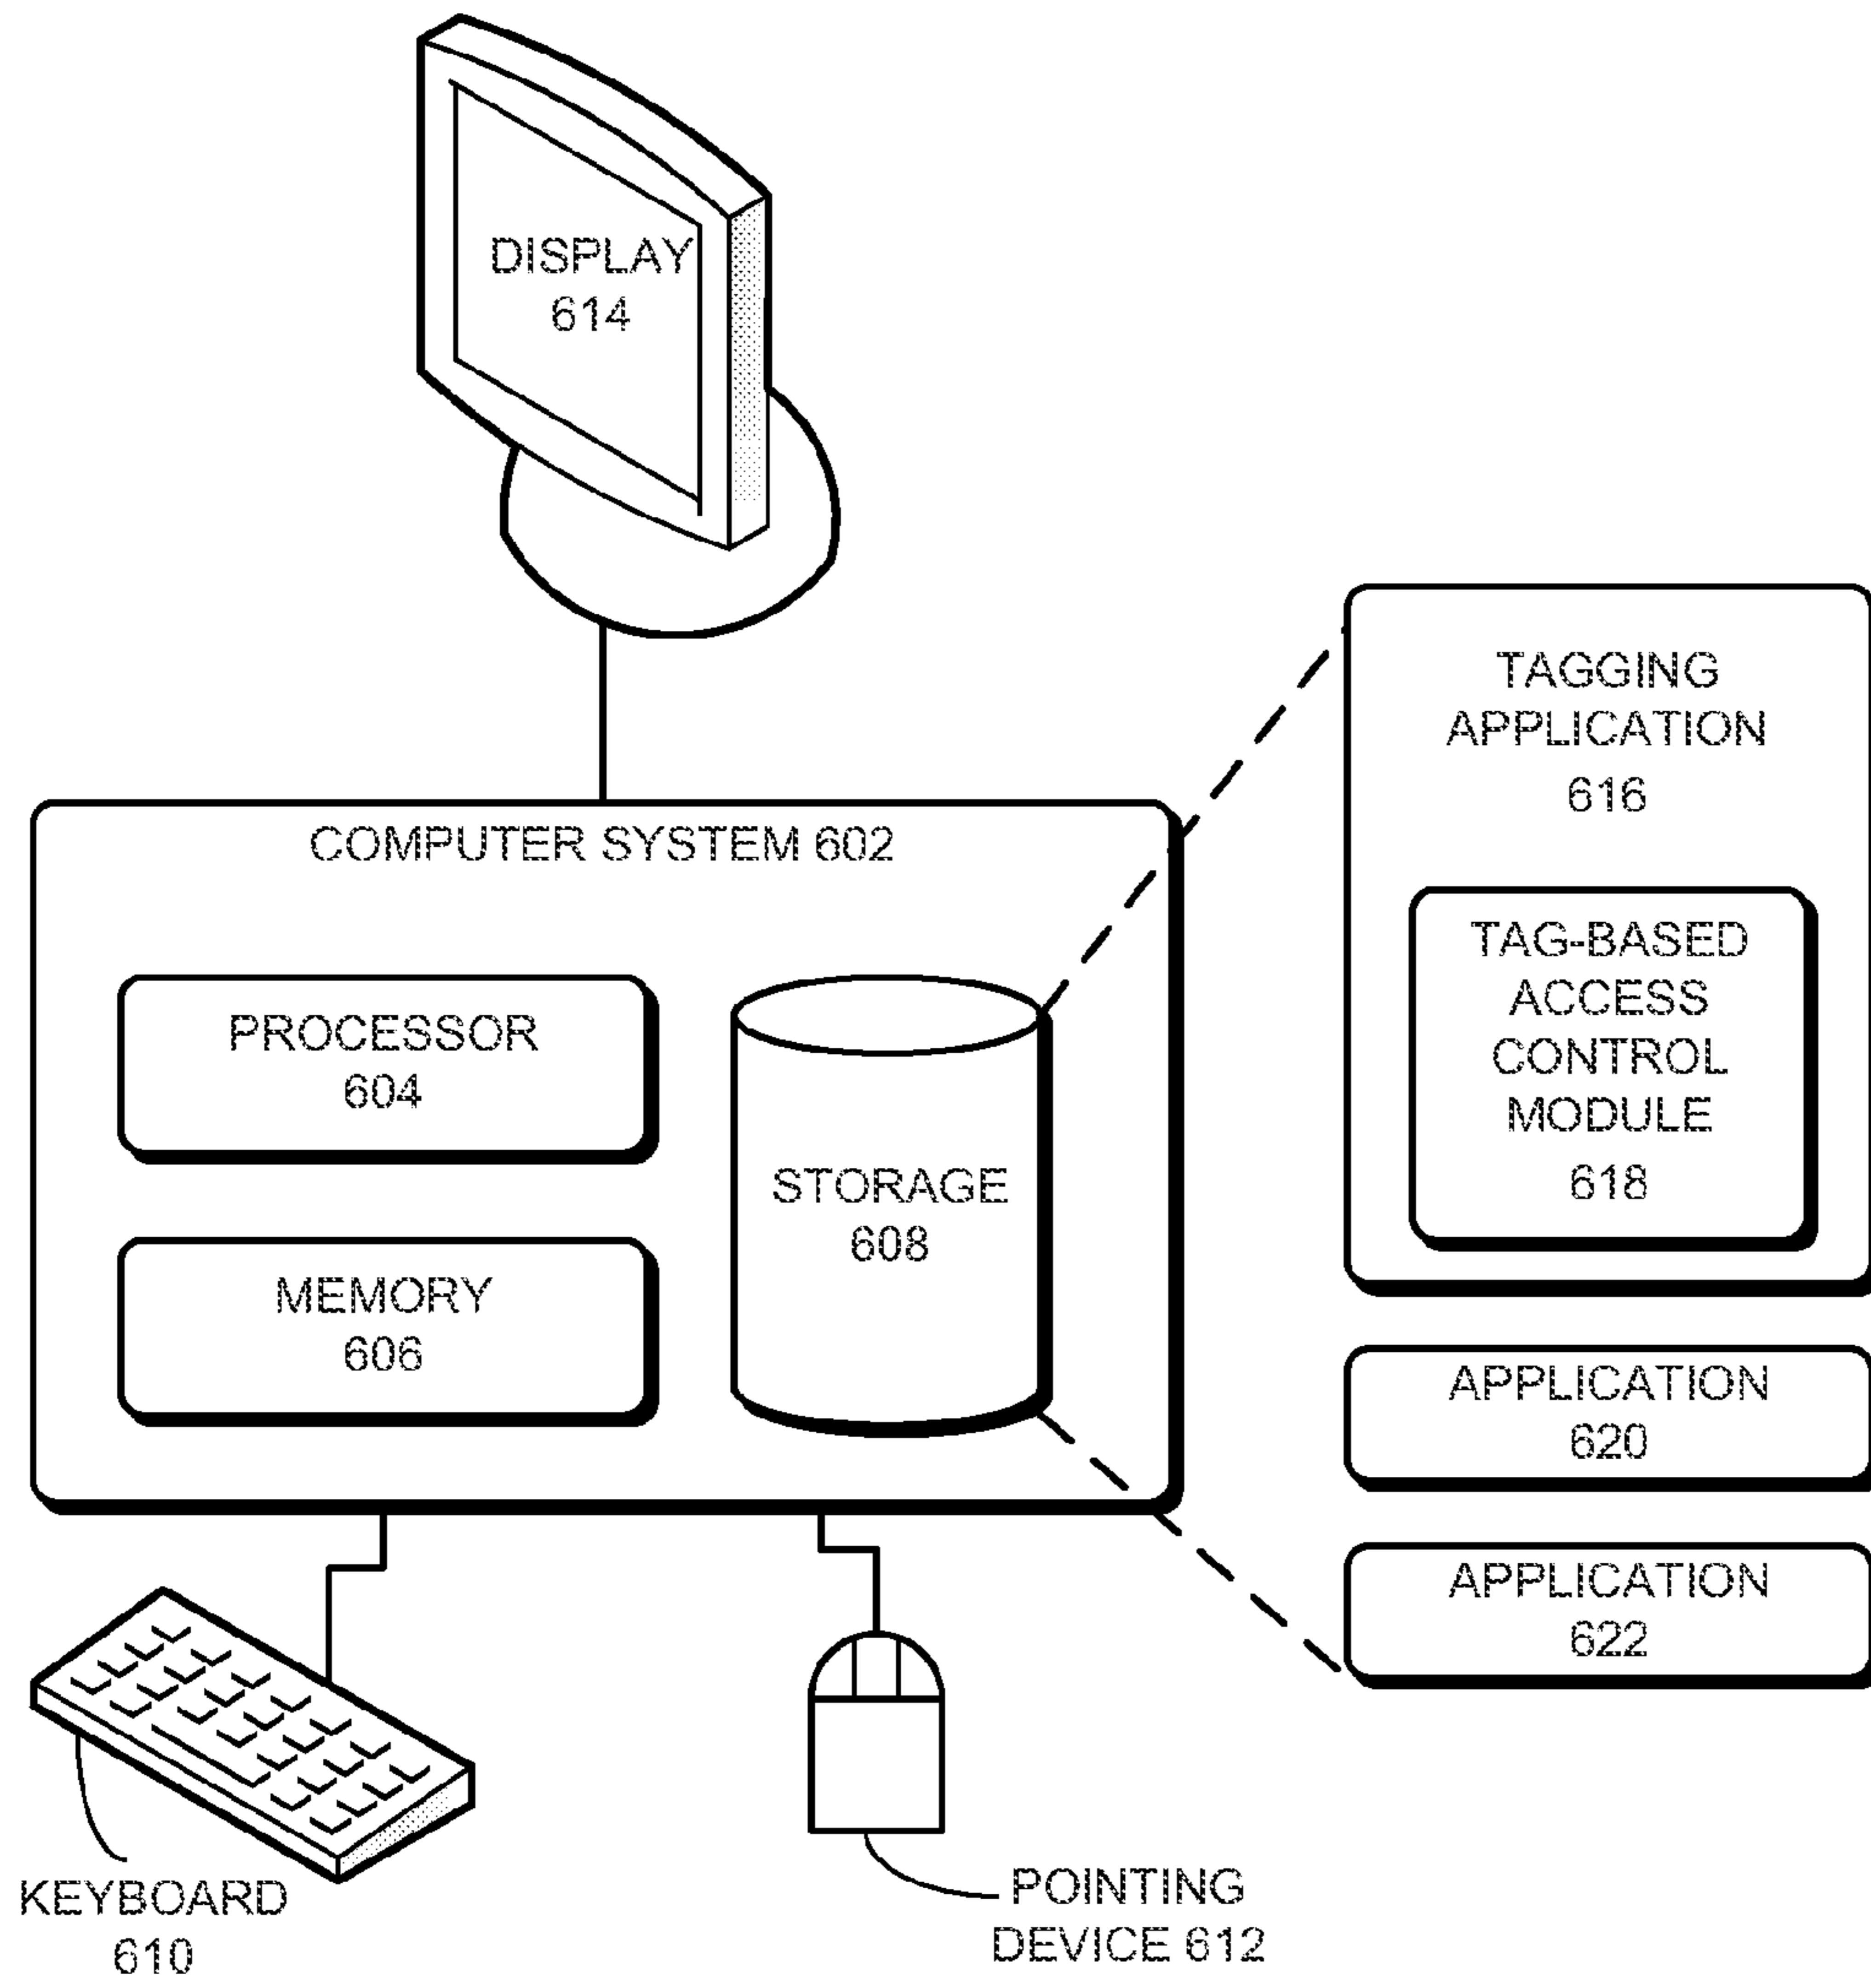 DISPLAY
614
COMPUTER SYSTEM 602
PROCESSOR
604
MEMORY
606
STORAGE
608
TAGGING
APPLICATION
616
TAG-BASED
ACCESS
CONTROL
MODULE
618
APPLICATION
620
APPLICATION
622
KEYBOARD
610
POINTING
DEVICE 612